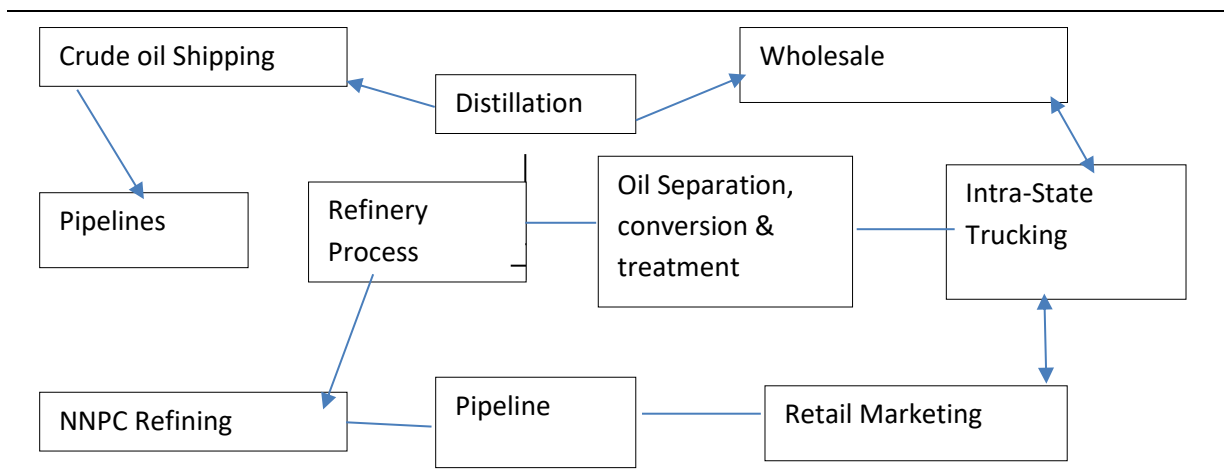 Crude oil Shipping
Wholesale
Distillation
Pipelines
Refinery
Process
Oil Separation,
conversion &
treatment
Intra-State
Trucking
NNPC Refining
Pipeline
Retail Marketing